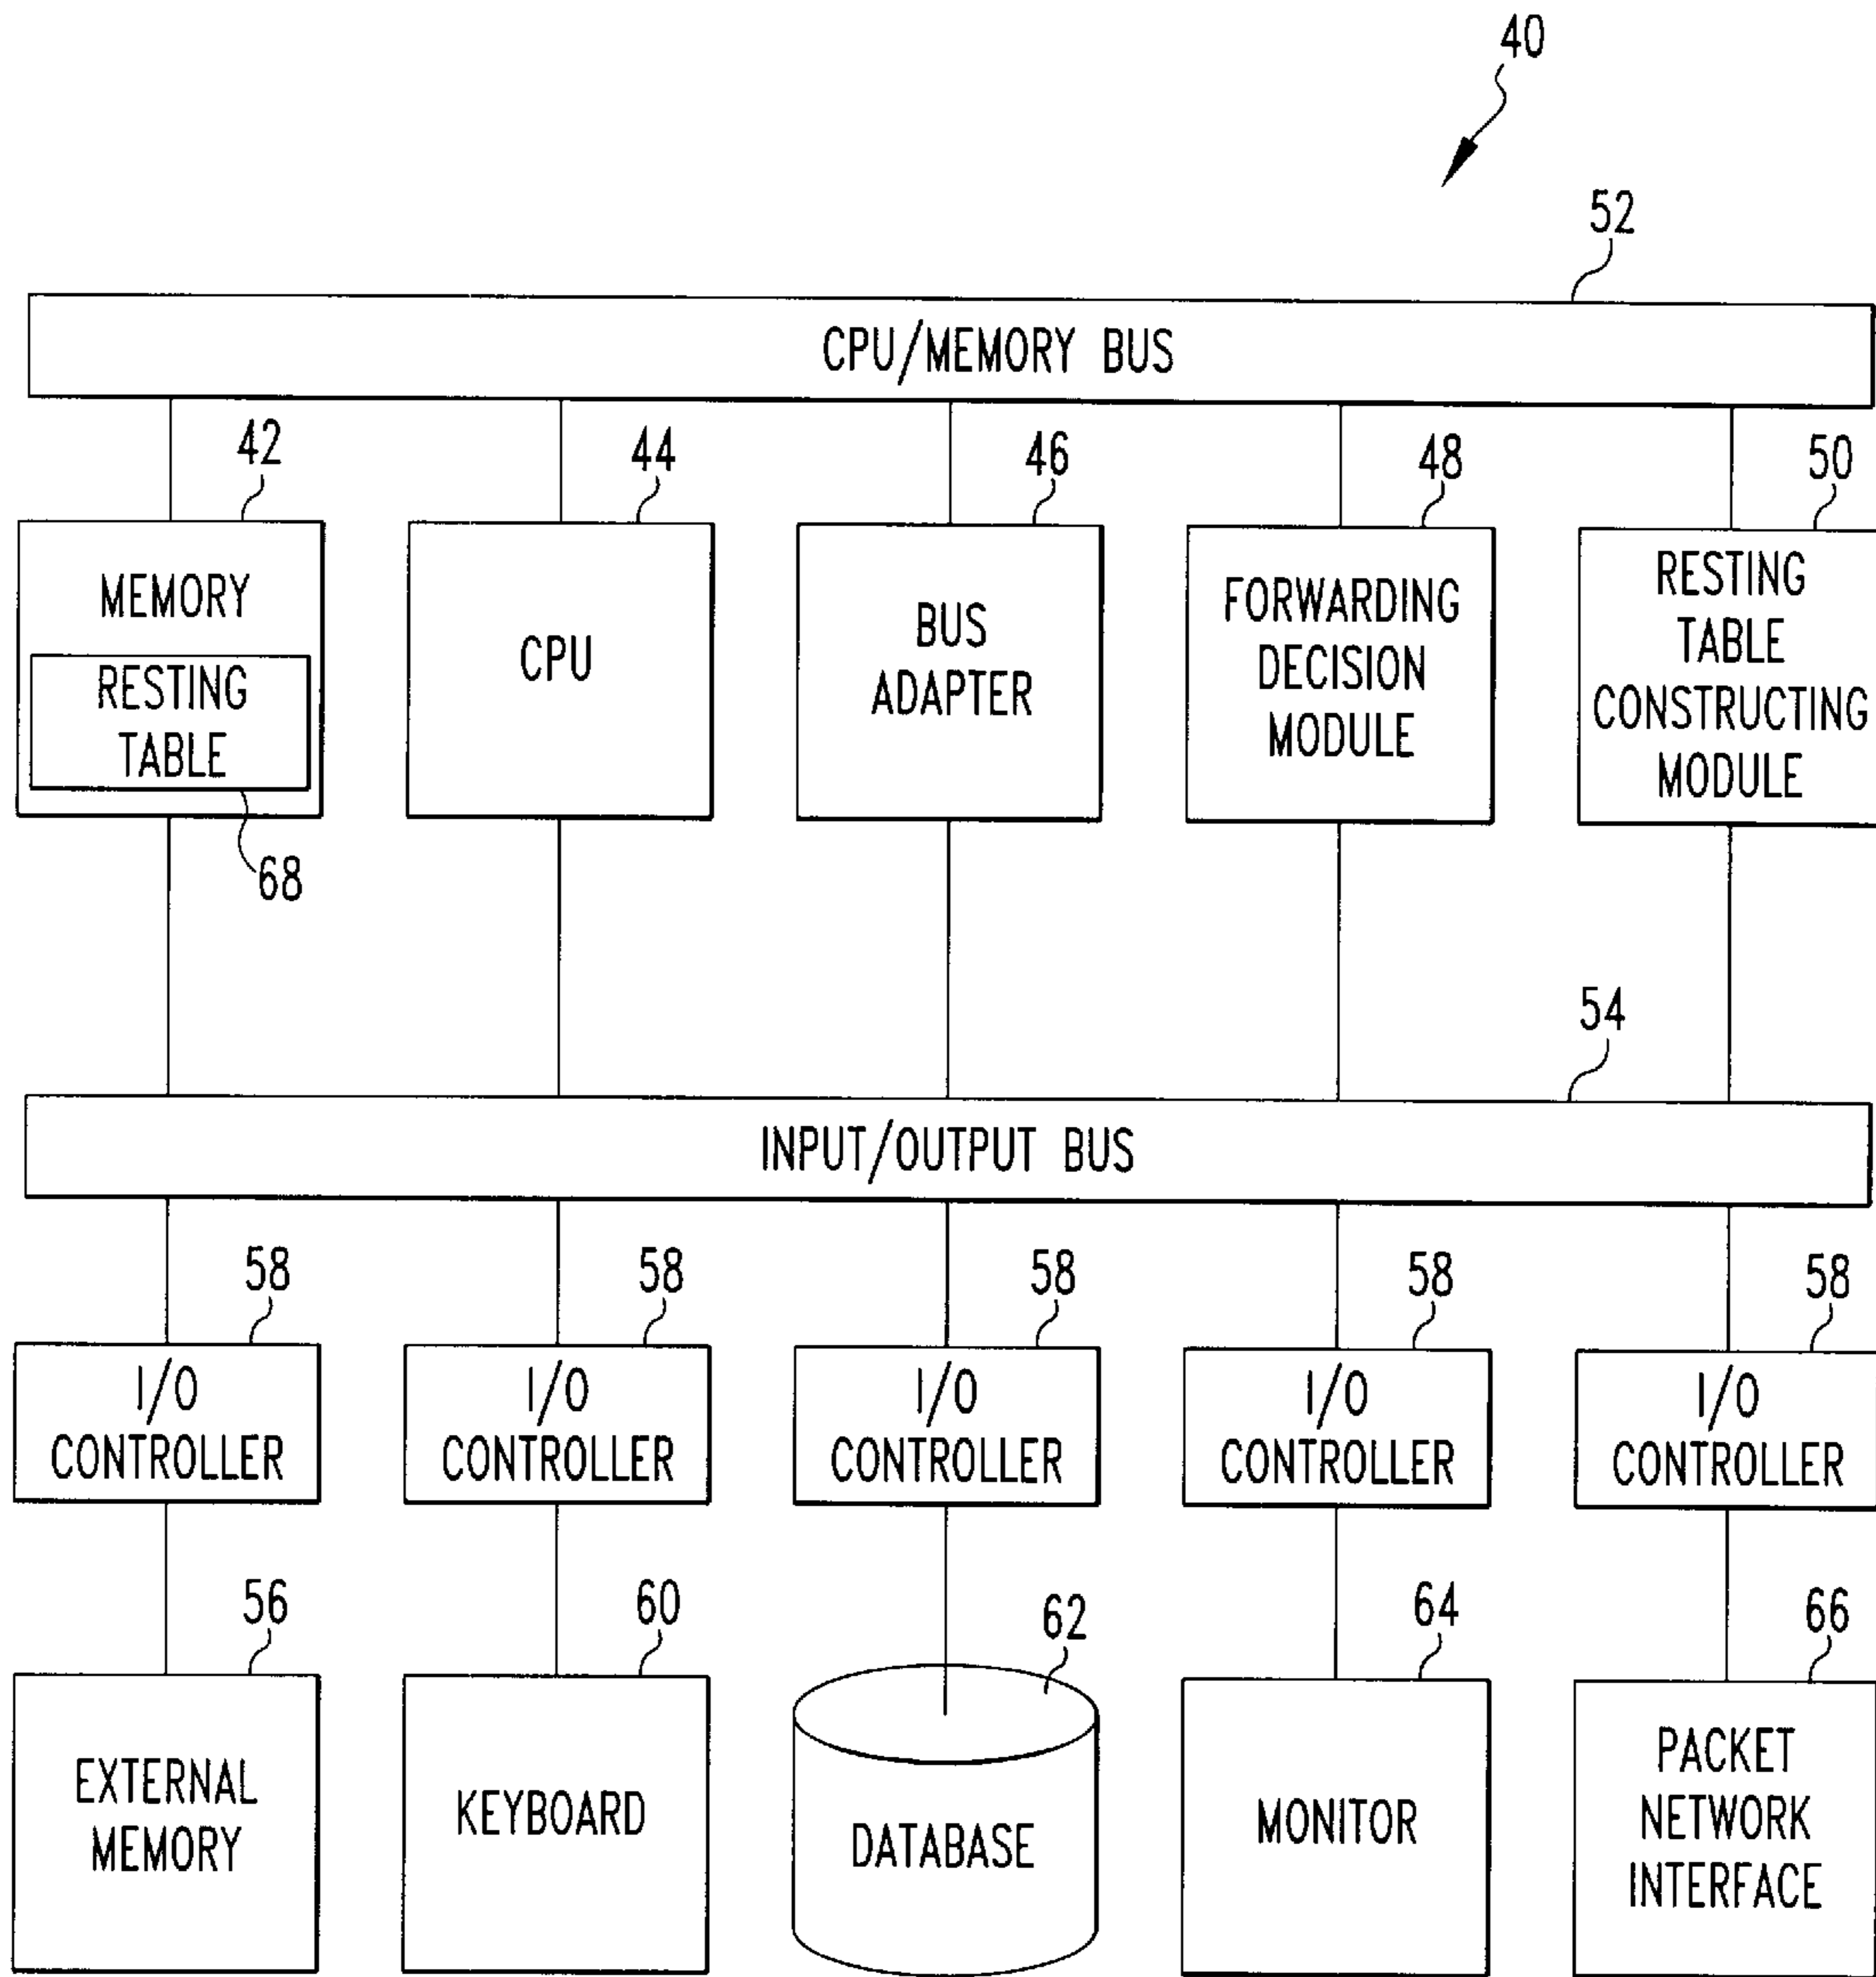 40
52
CPU/MEMORY BUS
42
44
46
48
50
MEMORY
RESTING
TABLE
68
CPU
BUS
ADAPTER
FORWARDING
DECISION
MODULE
RESTING
TABLE
CONSTRUCTING
MODULE
54
INPUT/OUTPUT BUS
58
58
58
58
58
I/O
CONTROLLER
I/O
CONTROLLER
I/O
CONTROLLER
I/O
CONTROLLER
I/O
CONTROLLER
56
60
62
64
66
EXTERNAL
MEMORY
KEYBOARD
DATABASE
MONITOR
PACKET
NETWORK
INTERFACE